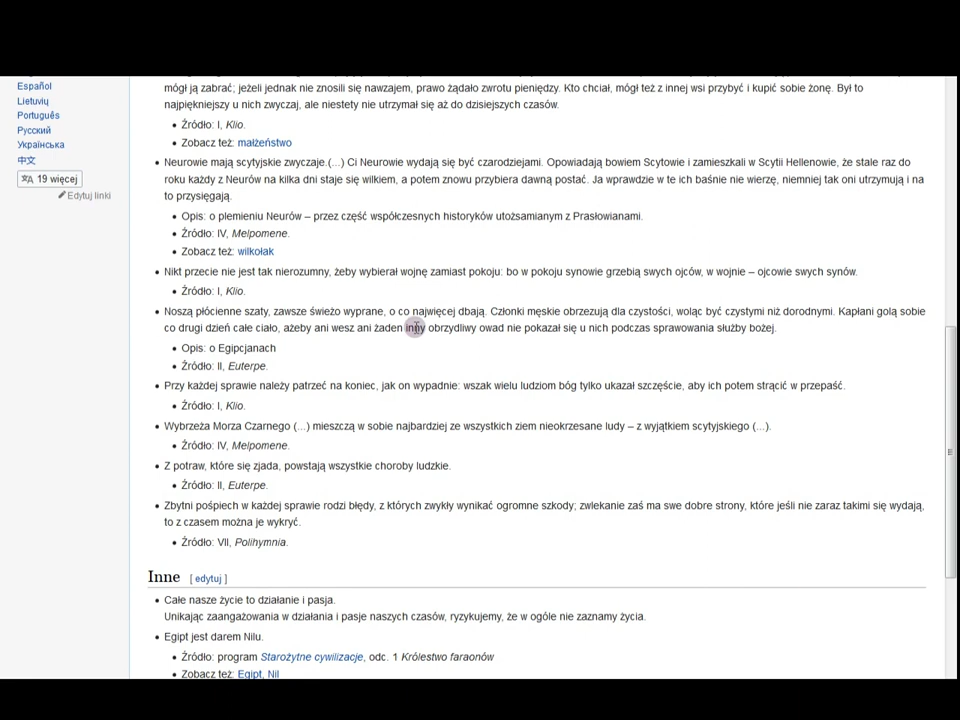 Español
Lietuvių
Português
Русский
Українська
中文
19 więcej
Edytuj linki
mógł ją zabrać; jeżeli jednak nie znosili się nawzajem, prawo żądało zwrotu pieniędzy. Kto chciał, mógł też z innej wsi przybyć i kupić sobie żonę. Był to
najpiękniejszy u nich zwyczaj, ale niestety nie utrzymał się aż do dzisiejszych czasów.
Źródło: I, Klio.
Zobacz też: małżeństwo
Neurowie mają scytyjskie zwyczaje.(...) Ci Neurowie wydają się być czarodziejami. Opowiadają bowiem Scytowie i zamieszkali w Scytii Hellenowie, że stale raz do
roku każdy z Neurów na kilka dni staje się wilkiem, a potem znowu przybiera dawną postać. Ja wprawdzie w te ich baśnie nie wierzę, niemniej tak oni utrzymują i na
to przysięgają.
Opis: o plemieniu Neurów – przez część współczesnych historyków utożsamianym z Prasłowianami.
Źródło: IV, Melpomene.
Zobacz też: wilkołak
Nikt przecie nie jest tak nierozumny, żeby wybierał wojnę zamiast pokoju: bo w pokoju synowie grzebią swych ojców, w wojnie – ojcowie swych synów.
Źródło: I, Klio.
Noszą płócienne szaty, zawsze świeżo wyprane, o co najwięcej dbają. Członki męskie obrzezują dla czystości, woląc być czystymi niż dorodnymi. Kapłani golą sobie
co drugi dzień całe ciało, ażeby ani wesz ani żaden inny obrzydliwy owad nie pokazał się u nich podczas sprawowania służby bożej.
Opis: o Egipcjanach
Źródło: II, Euterpe.
Przy każdej sprawie należy patrzeć na koniec, jak on wypadnie: wszak wielu ludziom bóg tylko ukazał szczęście, aby ich potem strącić w przepaść.
Źródło: I, Klio.
Wybrzeża Morza Czarnego (...) mieszczą w sobie najbardziej ze wszystkich ziem nieokrzesane ludy – z wyjątkiem scytyjskiego (...).
Źródło: IV, Melpomene.
Z potraw, które się zjada, powstają wszystkie choroby ludzkie.
Źródło: II, Euterpe.
Zbytni pośpiech w każdej sprawie rodzi błędy, z których zwykły wynikać ogromne szkody; zwlekanie zaś ma swe dobre strony, które jeśli nie zaraz takimi się wydają,
to z czasem można je wykryć.
Źródło: VII, Polihymnia.
Inne [ edytuj ]
Całe nasze życie to działanie i pasja.
Unikając zaangażowania w działania i pasje naszych czasów, ryzykujemy, że w ogóle nie zaznamy życia.
Egipt jest darem Nilu.
Źródło: program Starożytne cywilizacje, odc. 1 Królestwo faraonów
Zobacz też: Egipt, Nil